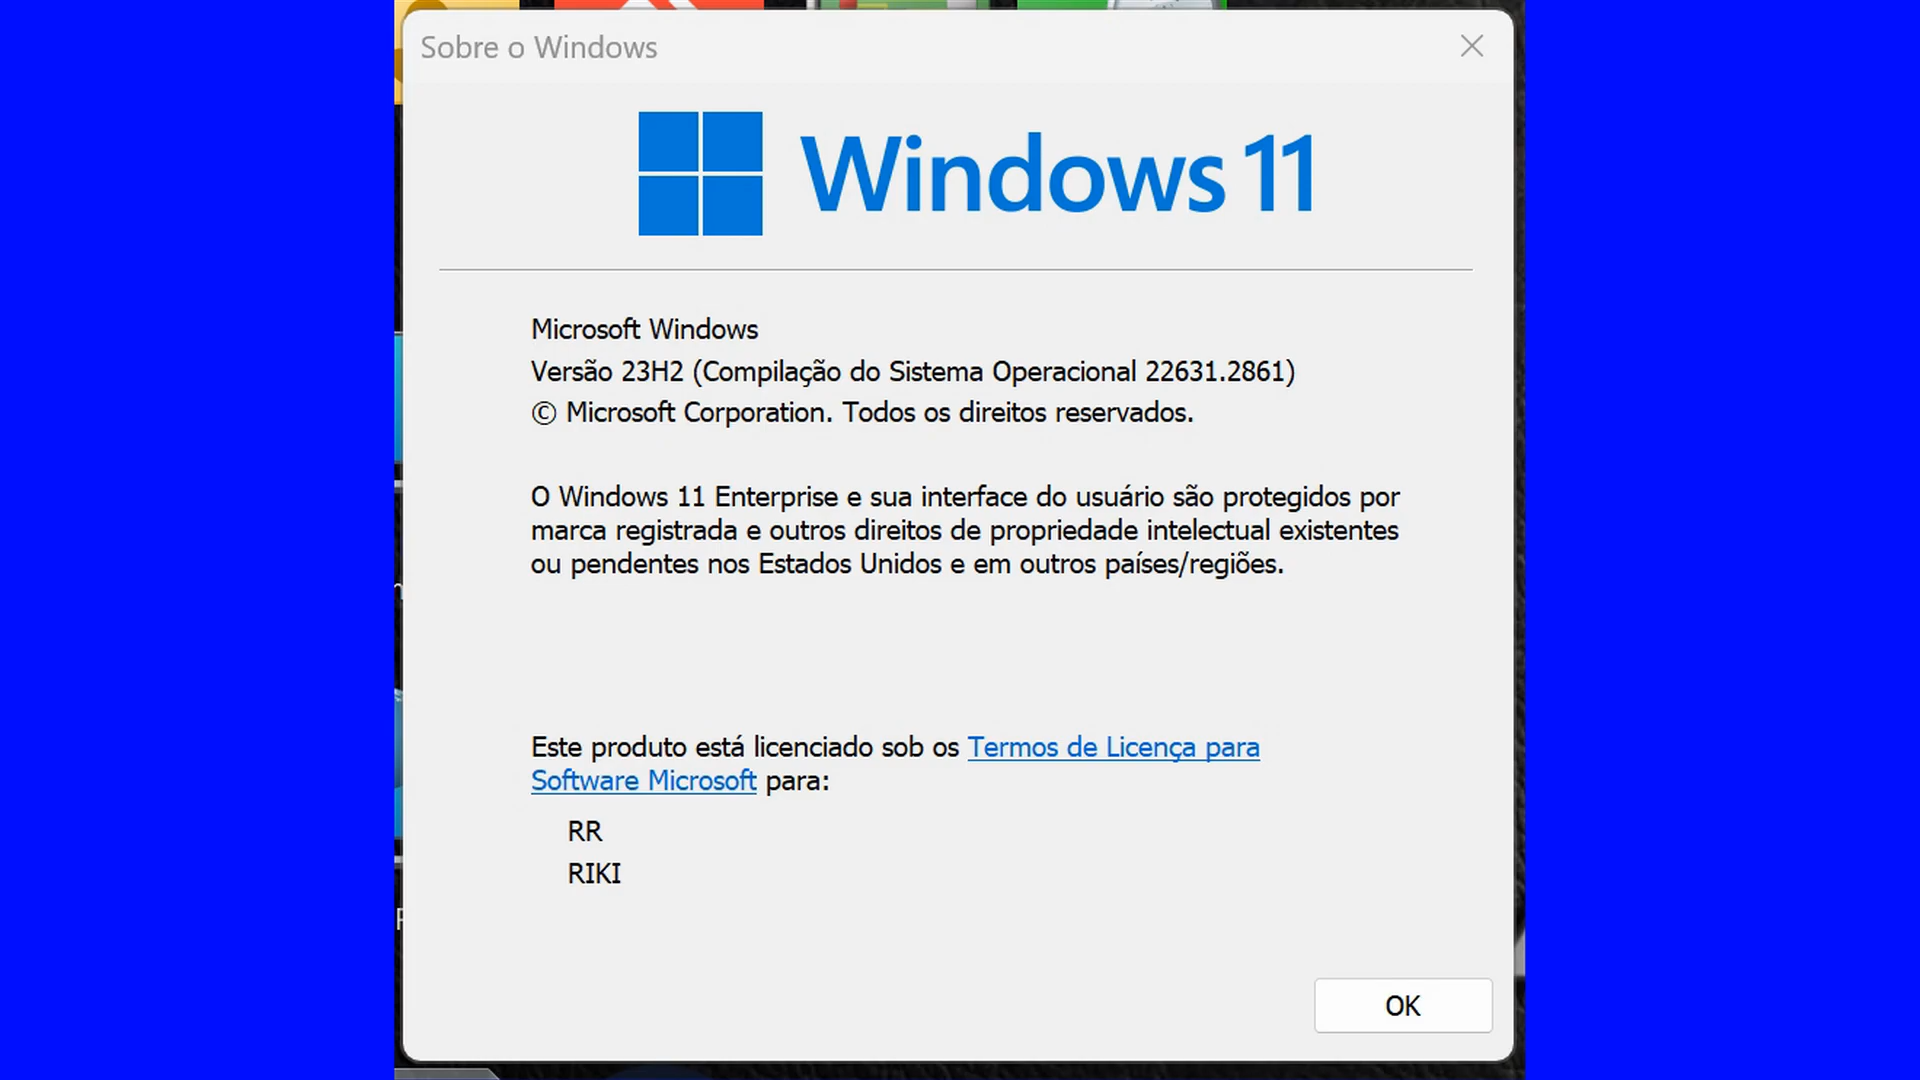 Sobre o Windows
Windows 11
Microsoft Windows
Versão 23H2 (Compilação do Sistema Operacional 22631.2861)
© Microsoft Corporation. Todos os direitos reservados.
O Windows 11 Enterprise e sua interface do usuário são protegidos por
marca registrada e outros direitos de propriedade intelectual existentes
ou pendentes nos Estados Unidos e em outros países/regiões.
Este produto está licenciado sob os Termos de Licença para
Software Microsoft para:
RR
RIKI
OK